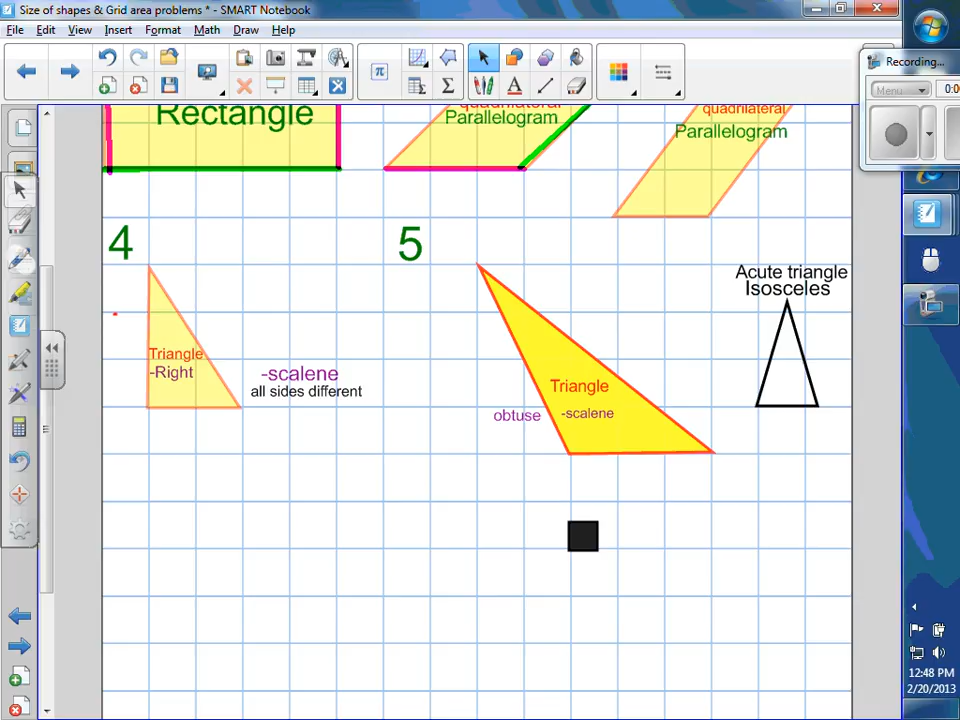 Size of shapes & Grid area problems * - SMART Notebook
File Edit View Insert Format Math Draw Help
Recording...
Menu
0:0
π
Σ
A
Rectangle
quadrilateral
Parallelogram
quadrilateral
Parallelogram
4
5
Acute triangle
Isosceles
Triangle
-Right
-scalene
all sides different
Triangle
obtuse
-scalene
12:48 PM
2/20/2013